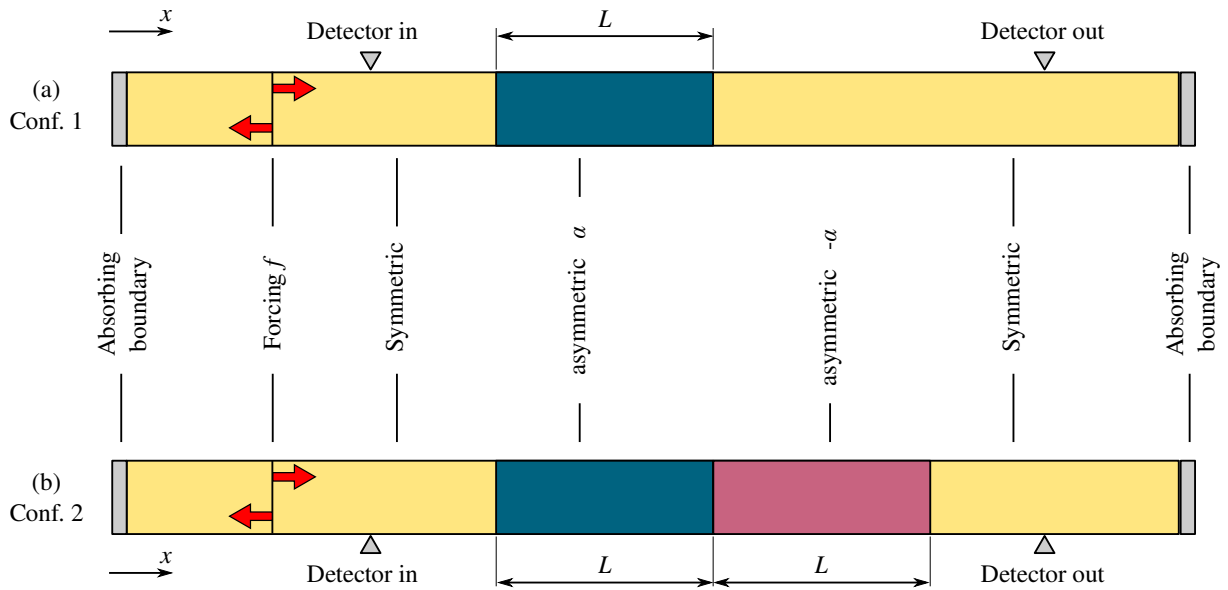 x
Detector in
L
Detector out
(a)
Conf. 1
Absorbing
boundary
Forcing f
Symmetric
asymmetric α
asymmetric -α
Symmetric
Absorbing
boundary
(b)
Conf. 2
x
Detector in
L
L
Detector out